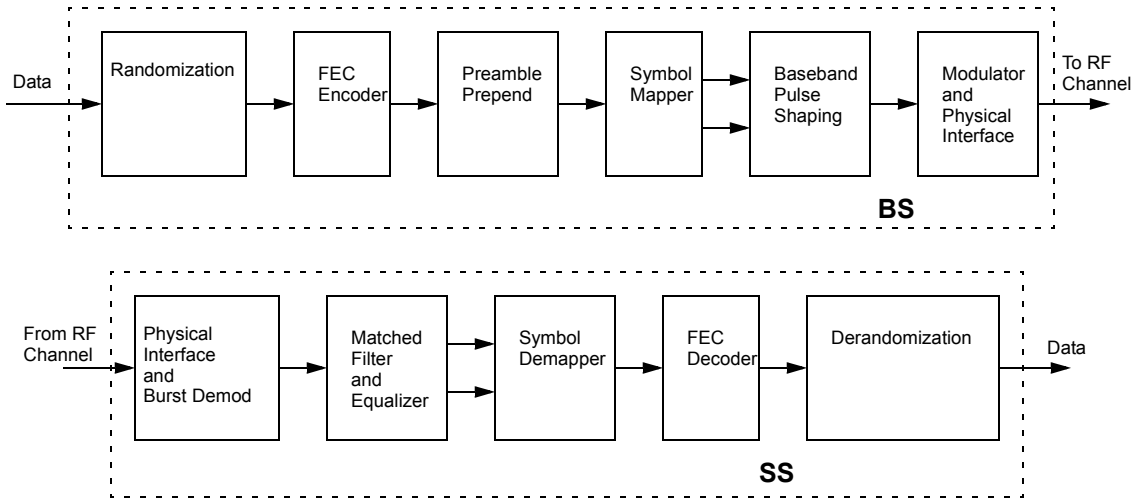 Data
Randomization
FEC
Encoder
Preamble
Prepend
Symbol
Mapper
Baseband
Pulse
Shaping
Modulator
and
Physical
Interface
To RF
Channel
BS
From RF
Channel
Physical
Interface
and
Burst Demod
Matched
Filter
and
Equalizer
Symbol
Demapper
FEC
Decoder
Derandomization
Data
SS